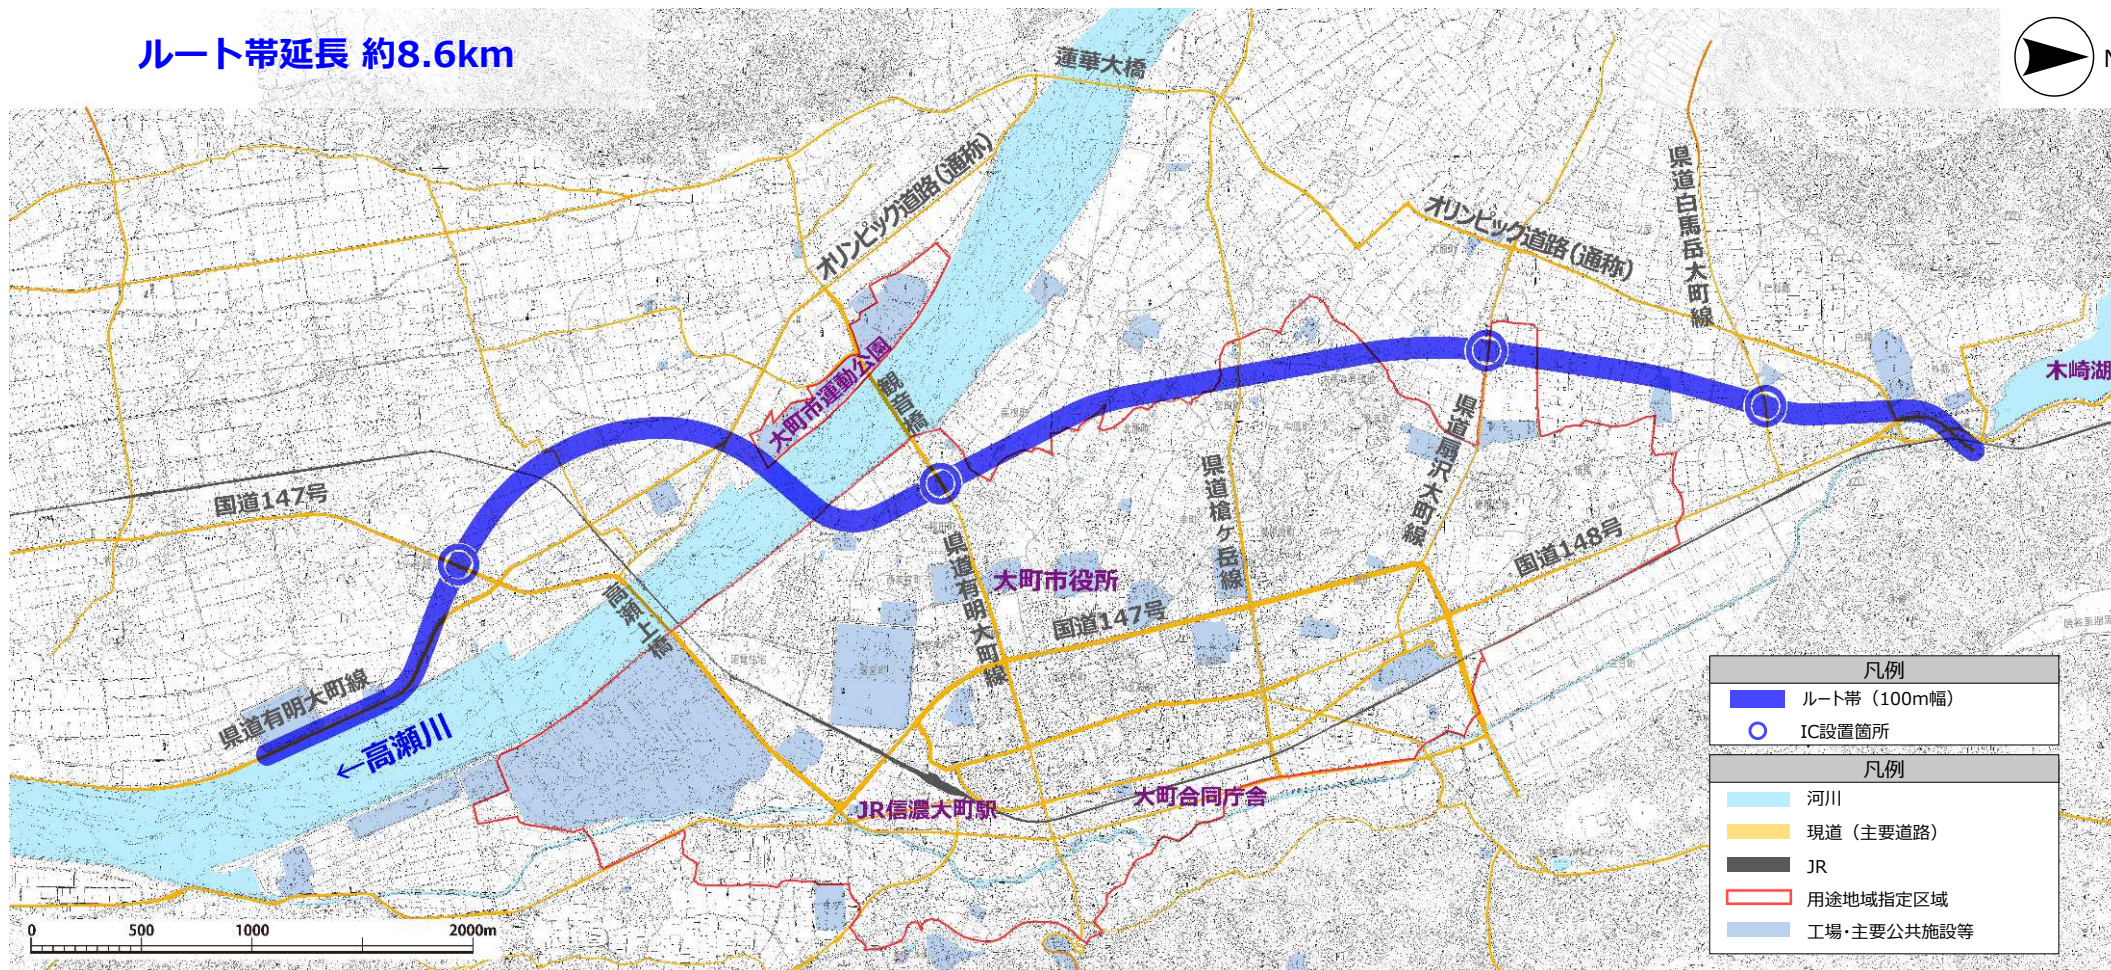 ルート帯延長 約8.6km
N
蓮華大橋
オリンピック道路(通称)
オリンピック道路(通称)
県道白馬岳大町線
木崎湖
大町市運動公園
観音橋
国道147号
県道扇沢大町線
県道槍ヶ岳線
国道148号
県道有明大町線
大町市役所
国道147号
高瀬上橋
県道有明大町線
←高瀬川
JR信濃大町駅
大町合同庁舎
凡例
ルート帯（100m幅）
IC設置箇所
凡例
河川
現道（主要道路）
JR
用途地域指定区域
工場・主要公共施設等
0 500 1000 2000m